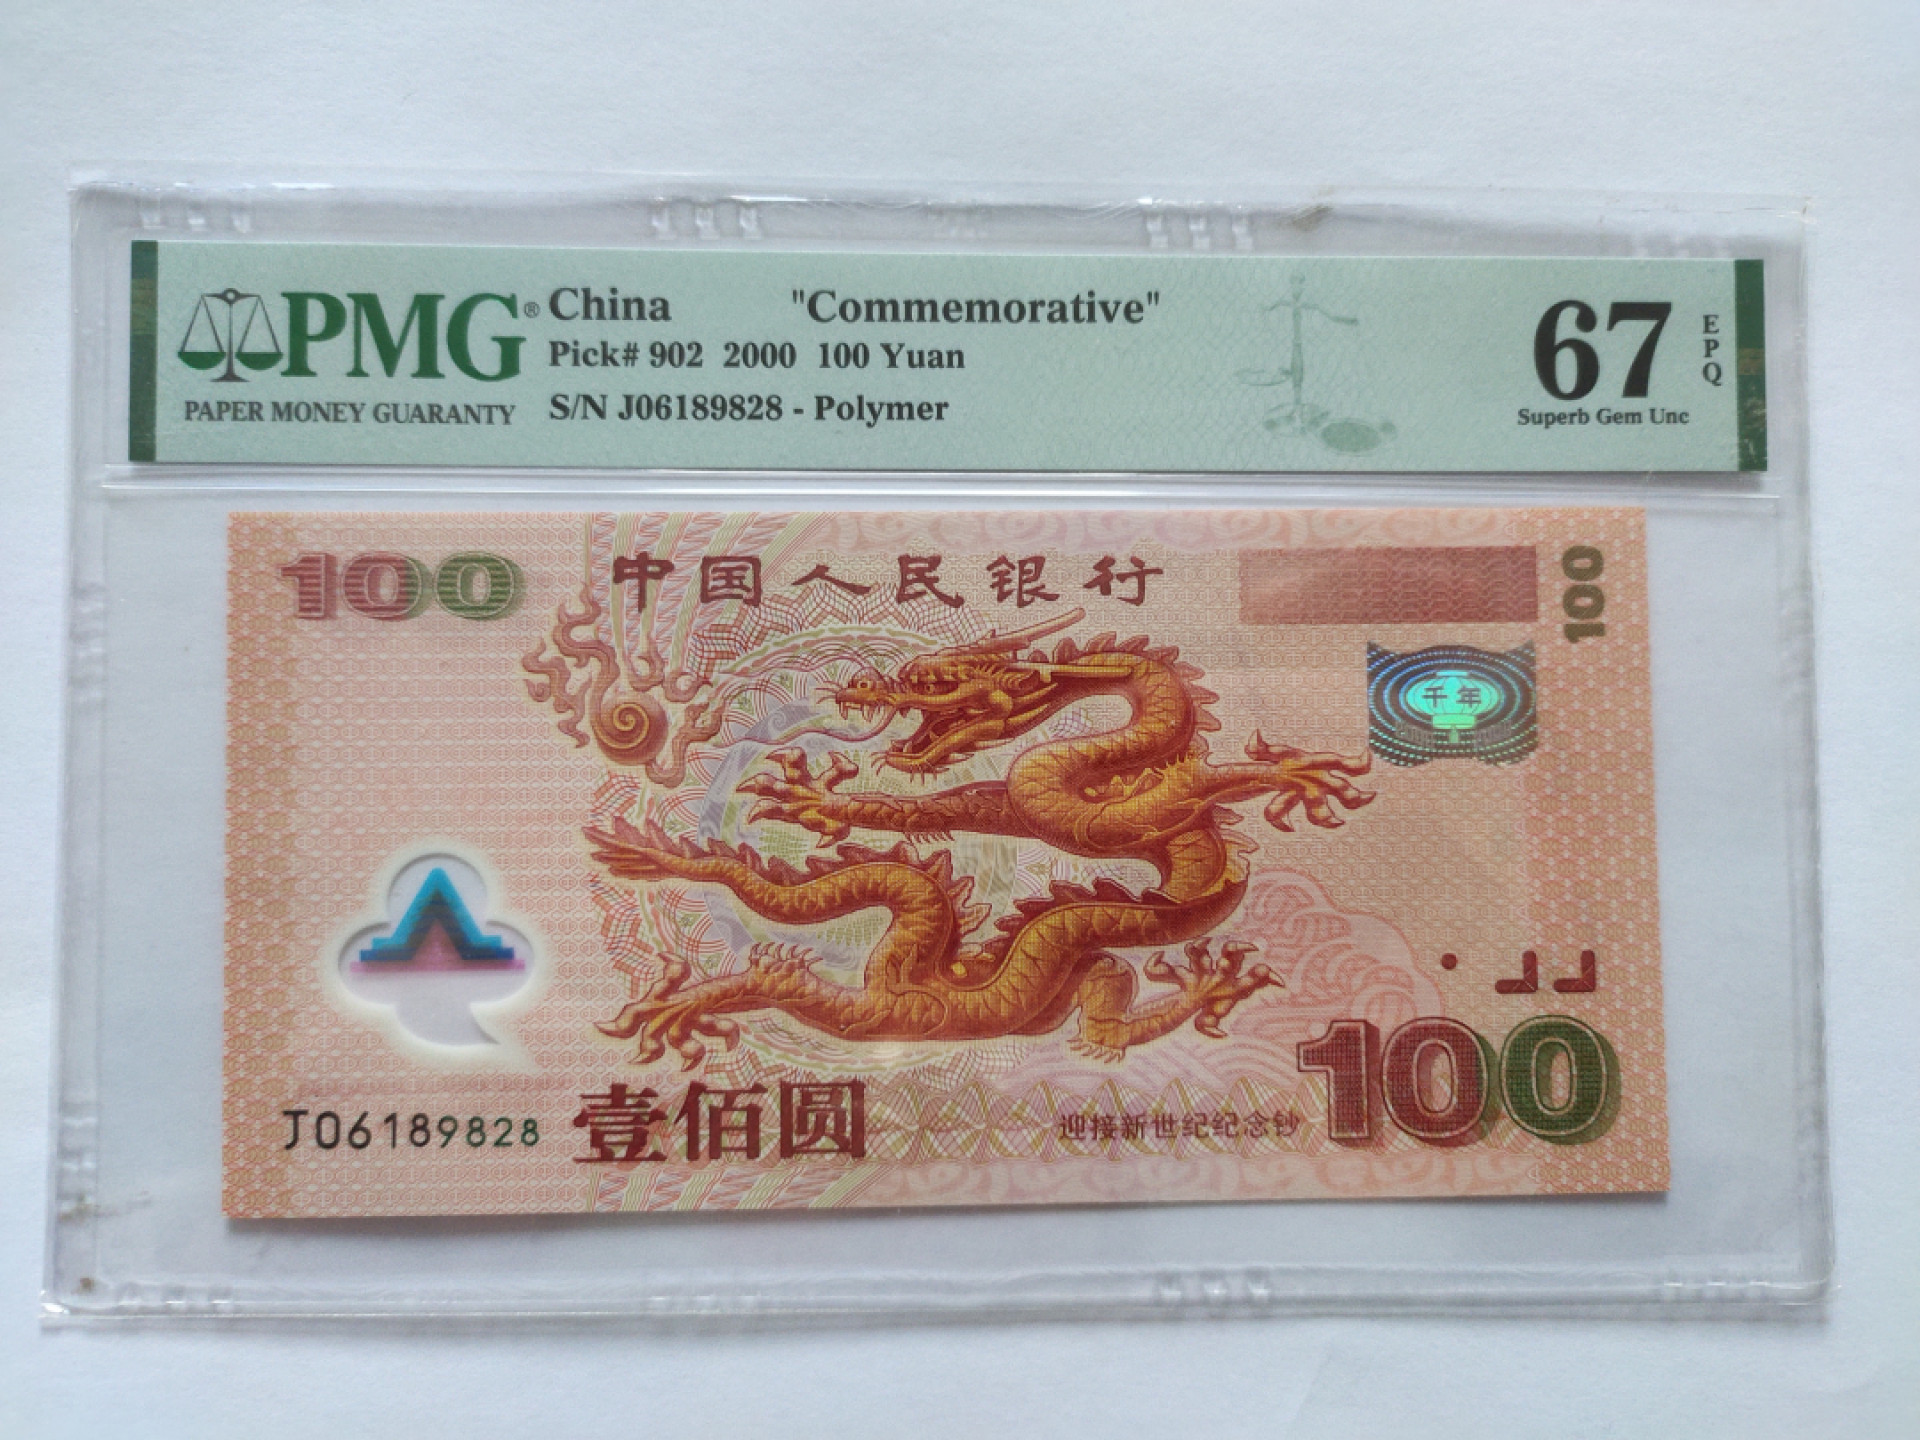 PMG® China "Commemorative"
Pick# 902 2000 100 Yuan
PAPER MONEY GUARANTY
S/N J06189828 - Polymer
67
EPQ
Superb Gem Unc
100
中国人民银行
100
千年
J06189828
壹佰圆
迎接新世纪纪念钞
100